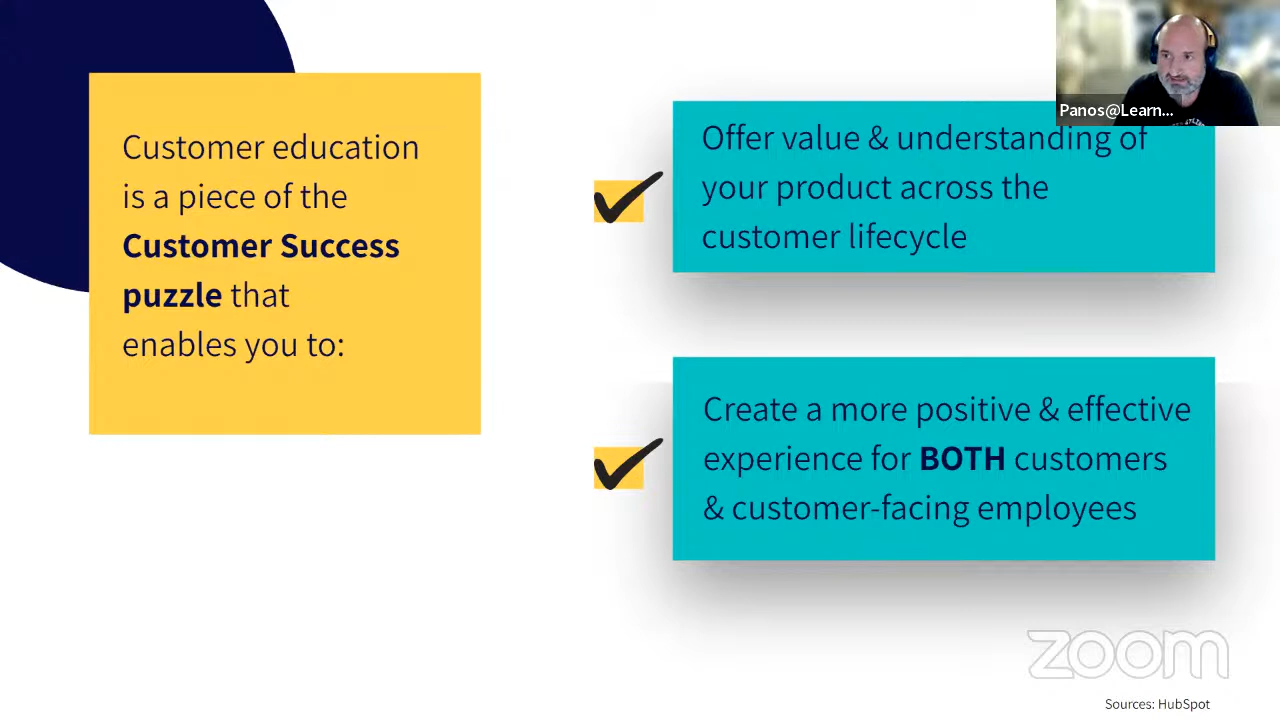 Customer education
is a piece of the
Customer Success
puzzle that
enables you to:
Offer value & understanding of
your product across the
customer lifecycle
Create a more positive & effective
experience for BOTH customers
& customer-facing employees
Panos@Learn...
zoom
Sources: HubSpot